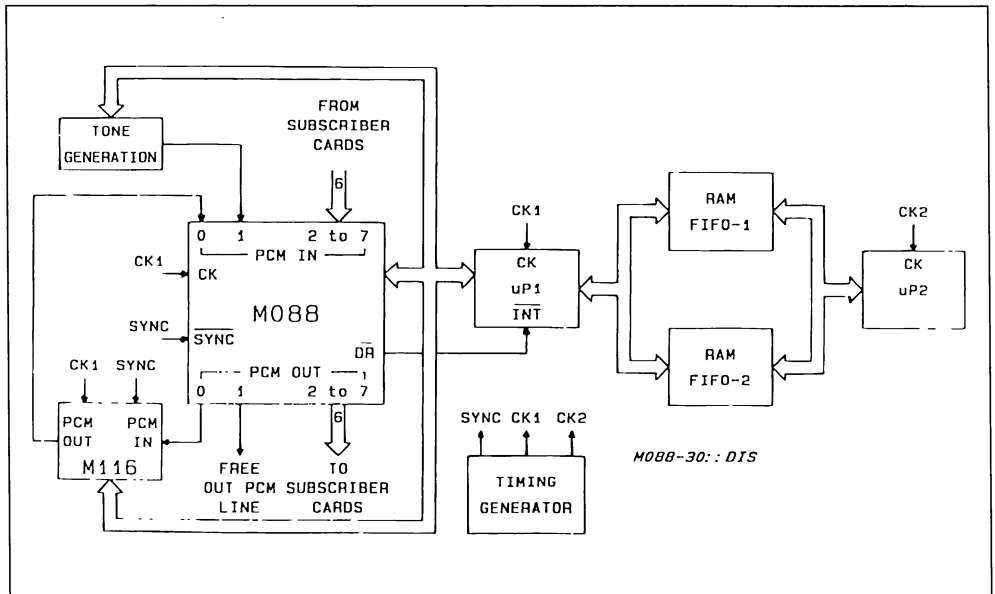 TONE
GENERATION
FROM
SUBSCRIBER
CARDS
6
0 1 2 to 7
PCM IN
CK1
CK
M088
SYNC
SYNC
DR
PCM OUT
0 1 2 to 7
6
CK1 SYNC
PCM PCM
OUT IN
M116
FREE
OUT PCM
LINE
TO
SUBSCRIBER
CARDS
CK1
CK
uP1
INT
RAM
FIFO-1
RAM
FIFO-2
CK2
CK
uP2
SYNC CK1 CK2
TIMING
GENERATOR
M088-30::DIS